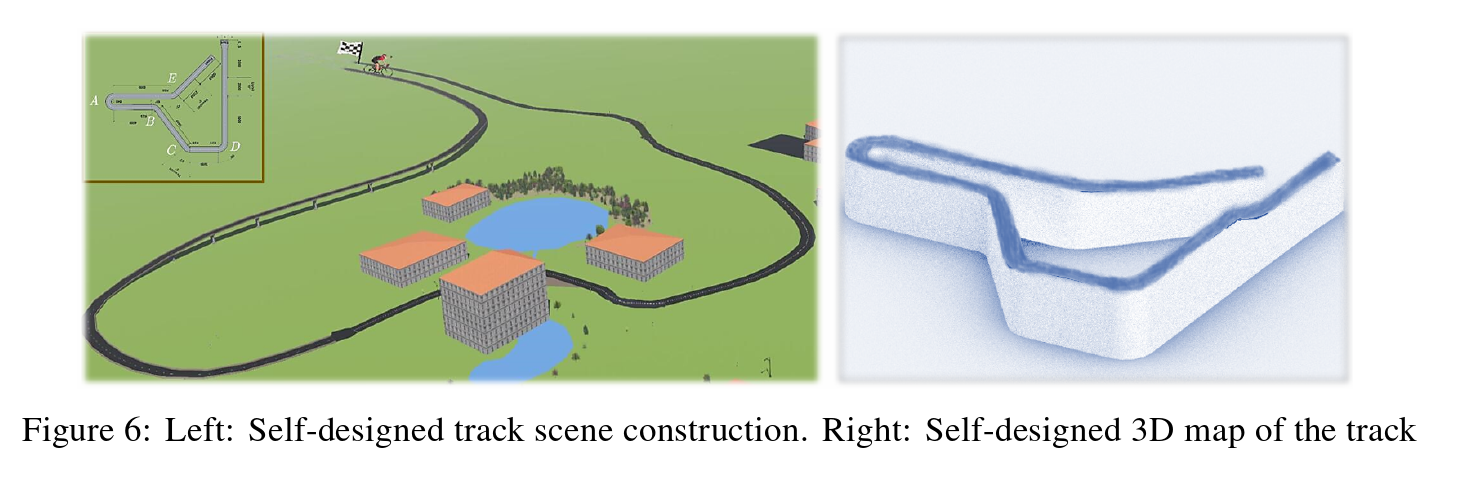 E
A
B
C
D
Figure 6: Left: Self-designed track scene construction. Right: Self-designed 3D map of the track